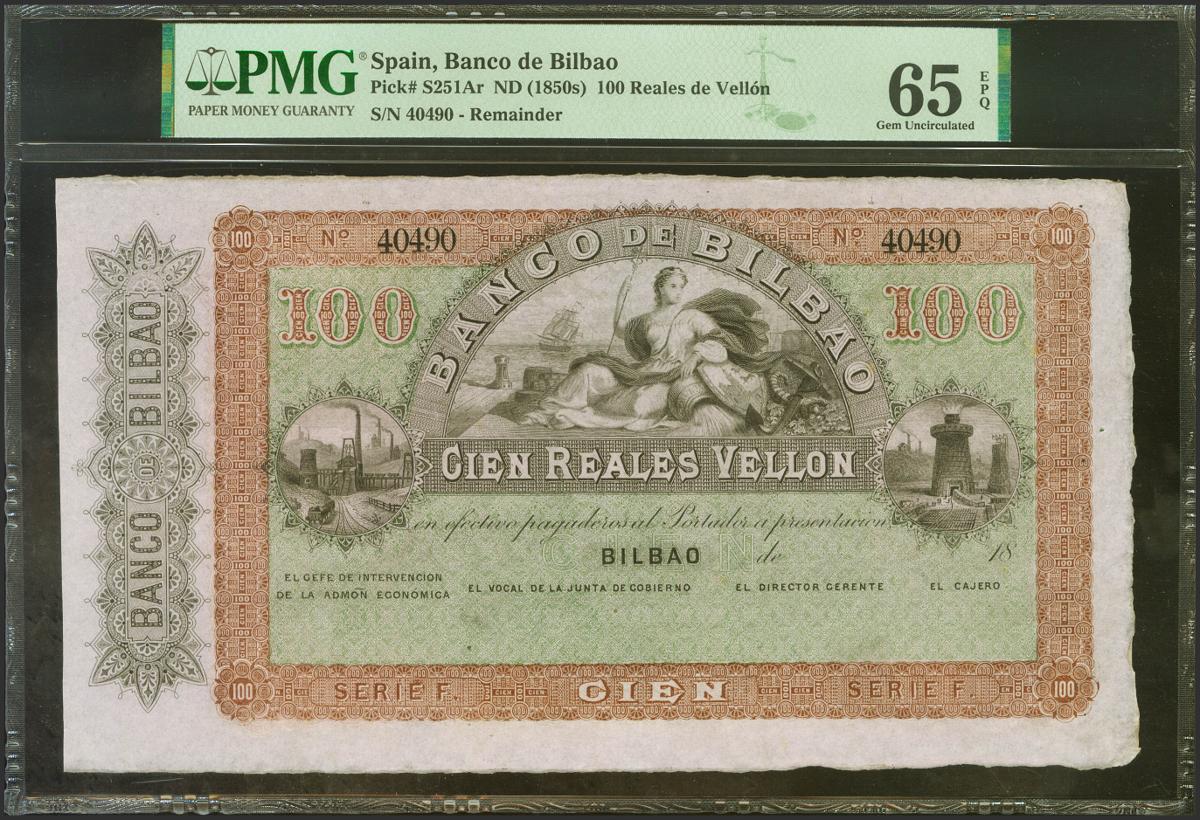 PMG®
PAPER MONEY GUARANTY
Spain, Banco de Bilbao
Pick# S251Ar ND (1850s) 100 Reales de Vellón
S/N 40490 - Remainder
65 EPQ
Gem Uncirculated
100 Nº 40490 Nº 40490 100
BANCO DE BILBAO
100 100
BANCO DE BILBAO
CIEN REALES VELLON
en efectivo pagaderos al Portador a presentacion
CIEN
BILBAO de 18
EL GEFE DE INTERVENCION
DE LA ADMON ECONOMICA
EL VOCAL DE LA JUNTA DE GOBIERNO
EL DIRECTOR GERENTE
EL CAJERO
100 SERIE F. CIEN SERIE F. 100